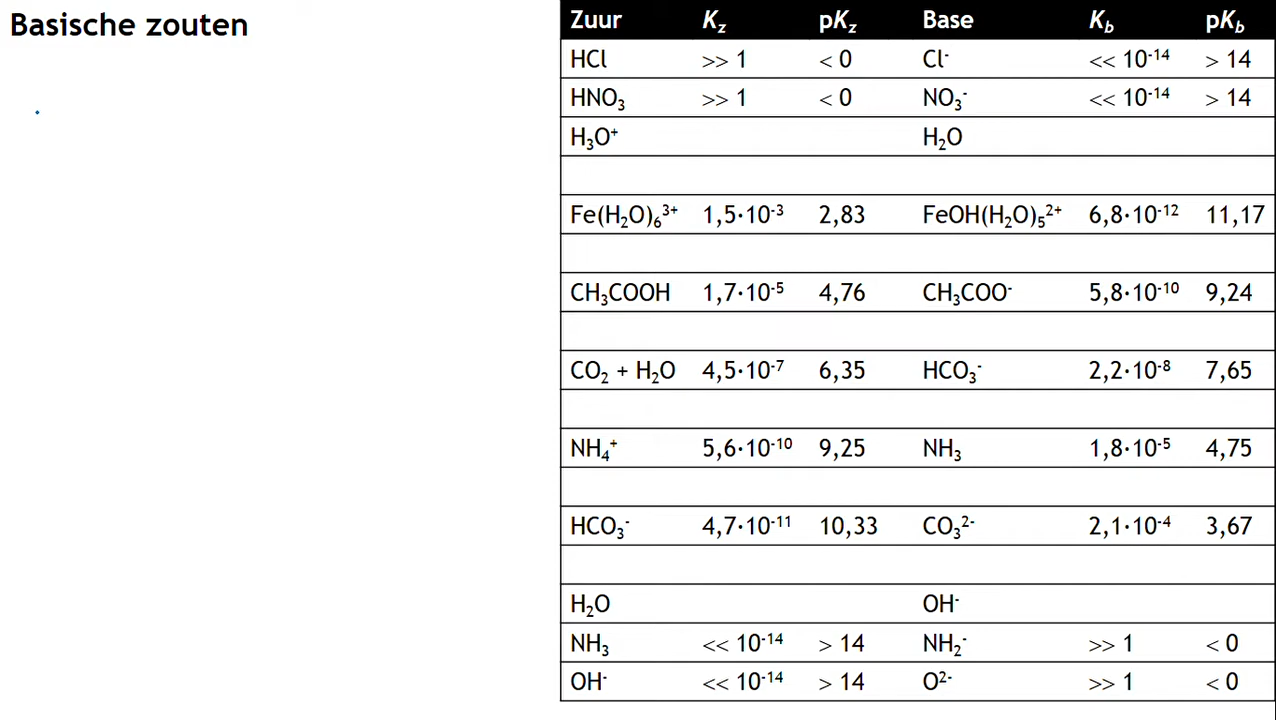 Basische zouten
Zuur K_z pK_z Base K_b pK_b
HCl >> 1 < 0 Cl⁻ << 10⁻¹⁴ > 14
HNO₃ >> 1 < 0 NO₃⁻ << 10⁻¹⁴ > 14
H₃O⁺ H₂O
Fe(H₂O)₆³⁺ 1,5·10⁻³ 2,83 FeOH(H₂O)₅²⁺ 6,8·10⁻¹² 11,17
CH₃COOH 1,7·10⁻⁵ 4,76 CH₃COO⁻ 5,8·10⁻¹⁰ 9,24
CO₂ + H₂O 4,5·10⁻⁷ 6,35 HCO₃⁻ 2,2·10⁻⁸ 7,65
NH₄⁺ 5,6·10⁻¹⁰ 9,25 NH₃ 1,8·10⁻⁵ 4,75
HCO₃⁻ 4,7·10⁻¹¹ 10,33 CO₃²⁻ 2,1·10⁻⁴ 3,67
H₂O OH⁻
NH₃ << 10⁻¹⁴ > 14 NH₂⁻ >> 1 < 0
OH⁻ << 10⁻¹⁴ > 14 O²⁻ >> 1 < 0